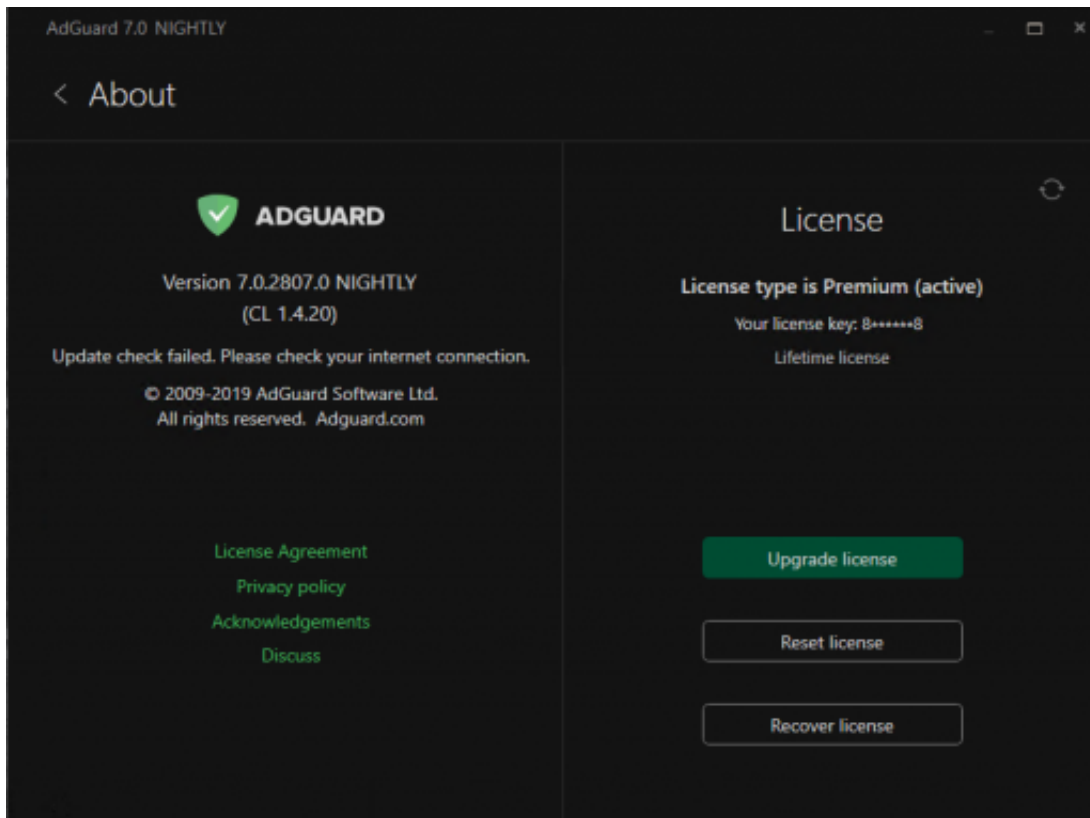 AdGuard 7.0 NIGHTLY
About
ADGUARD
Version 7.0.2807.0 NIGHTLY
(CL 1.4.20)
Update check failed. Please check your internet connection.
© 2009-2019 AdGuard Software Ltd.
All rights reserved. Adguard.com
License Agreement
Privacy policy
Acknowledgements
Discuss
License
License type is Premium (active)
Your license key: 8******8
Lifetime license
Upgrade license
Reset license
Recover license